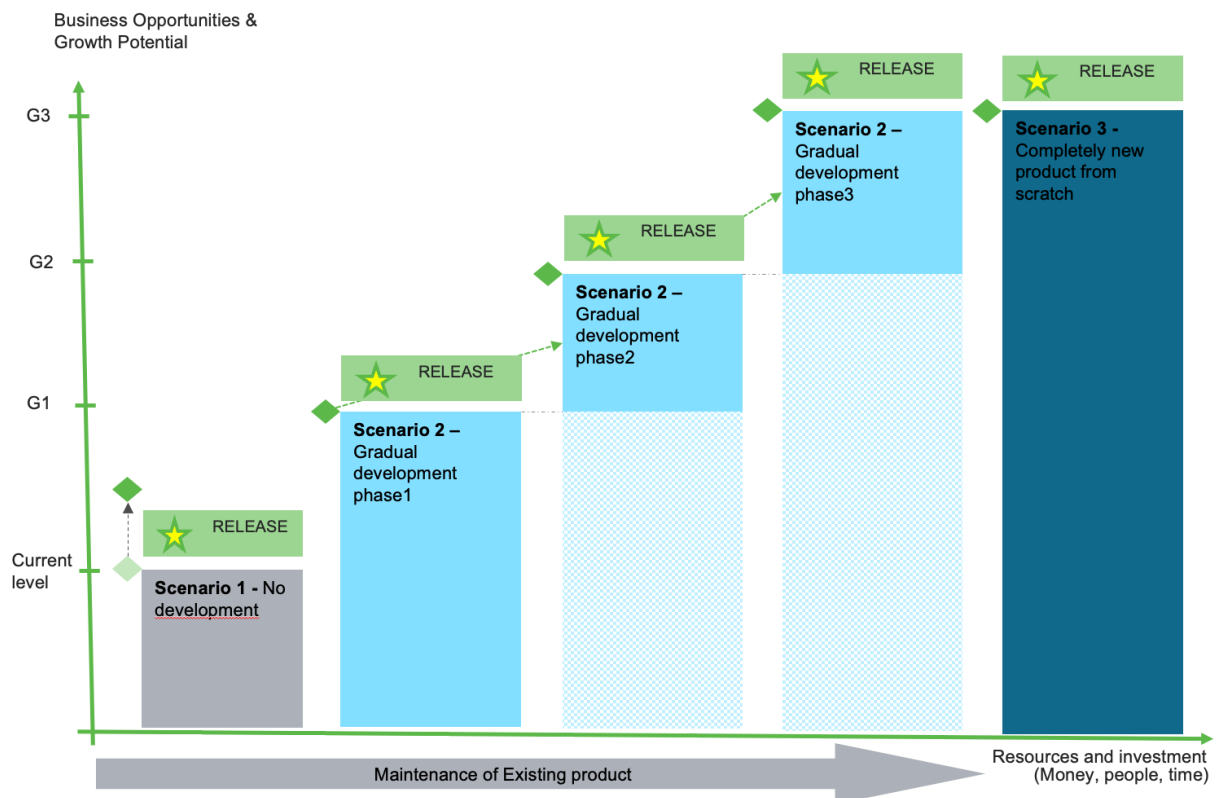 Business Opportunities &
Growth Potential
RELEASE
RELEASE
G3
Scenario 2 –
Gradual
development
phase3
Scenario 3 -
Completely new
product from
scratch
RELEASE
G2
Scenario 2 –
Gradual
development
phase2
RELEASE
G1
Scenario 2 –
Gradual
development
phase1
RELEASE
Current
level
Scenario 1 - No
development
Maintenance of Existing product
Resources and investment
(Money, people, time)